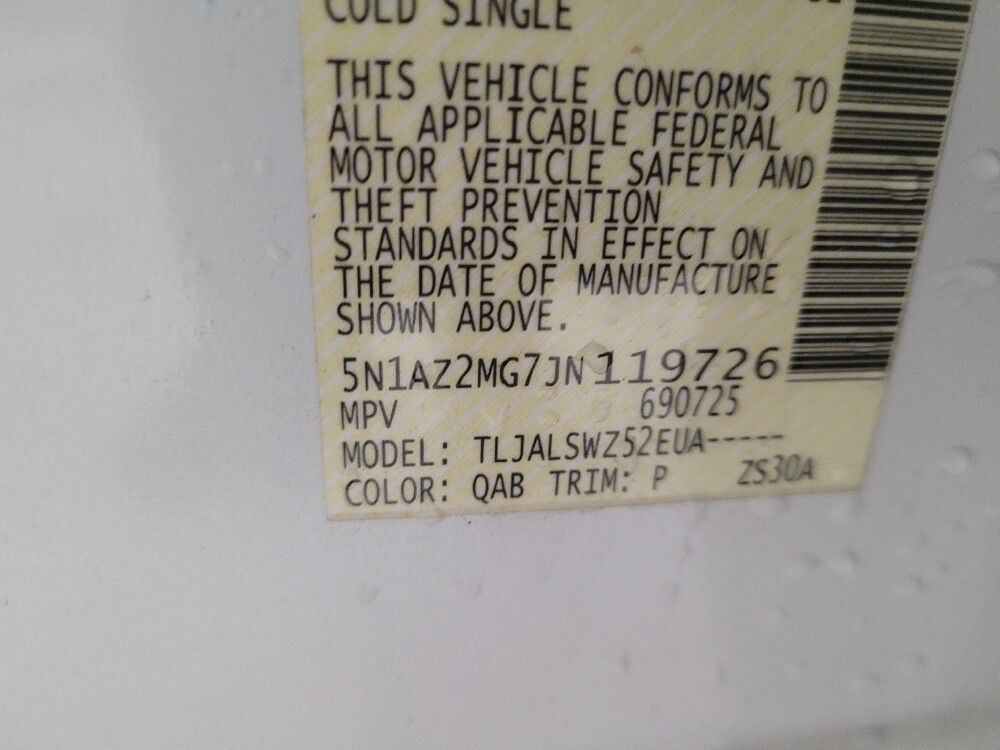 COLD SINGLE
THIS VEHICLE CONFORMS TO
ALL APPLICABLE FEDERAL
MOTOR VEHICLE SAFETY AND
THEFT PREVENTION
STANDARDS IN EFFECT ON
THE DATE OF MANUFACTURE
SHOWN ABOVE.
5N1AZ2MG7JN119726
MPV 690725
MODEL: TLJALSWZ52EUA-----
COLOR: QAB TRIM: P ZS30A